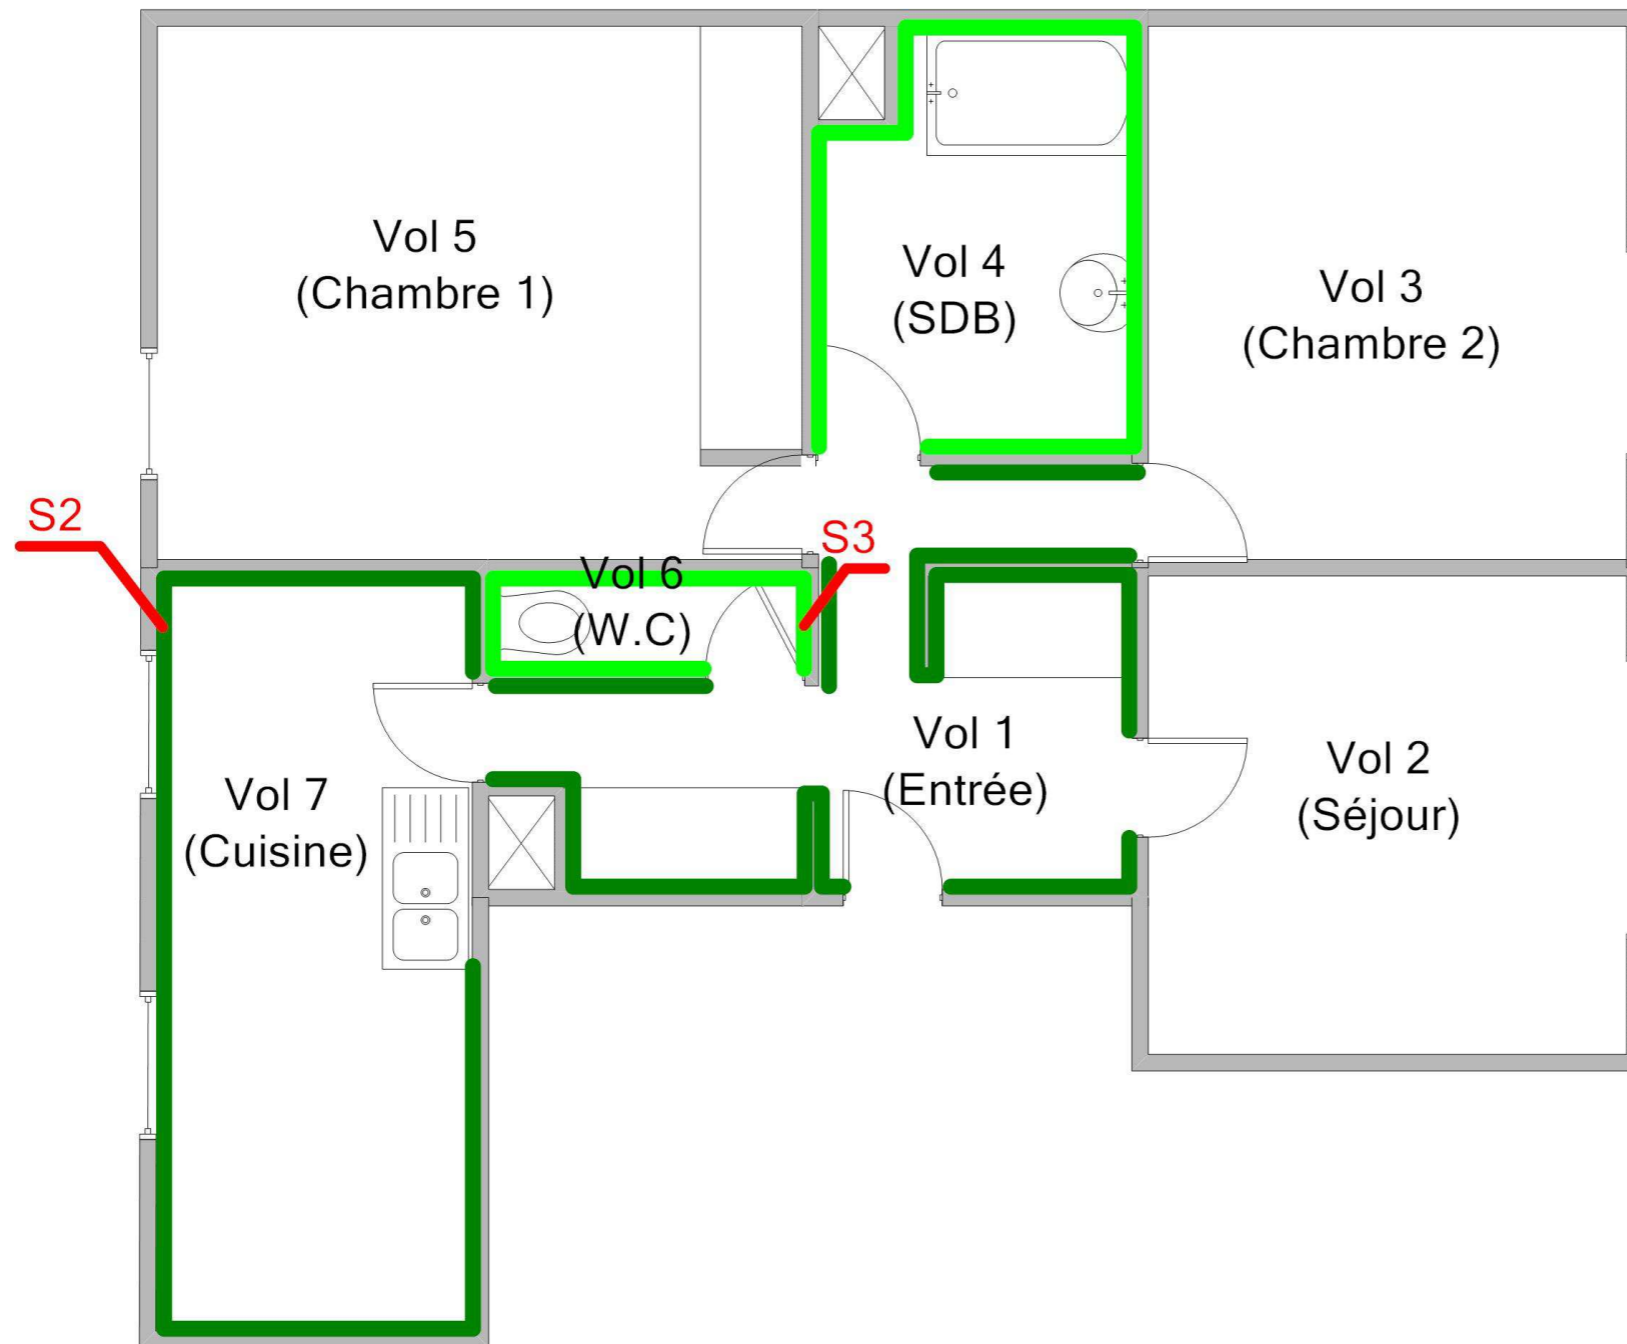 Vol 5
(Chambre 1)
Vol 4
(SDB)
Vol 3
(Chambre 2)
S2
S3
Vol 6
(W.C)
Vol 1
(Entrée)
Vol 2
(Séjour)
Vol 7
(Cuisine)